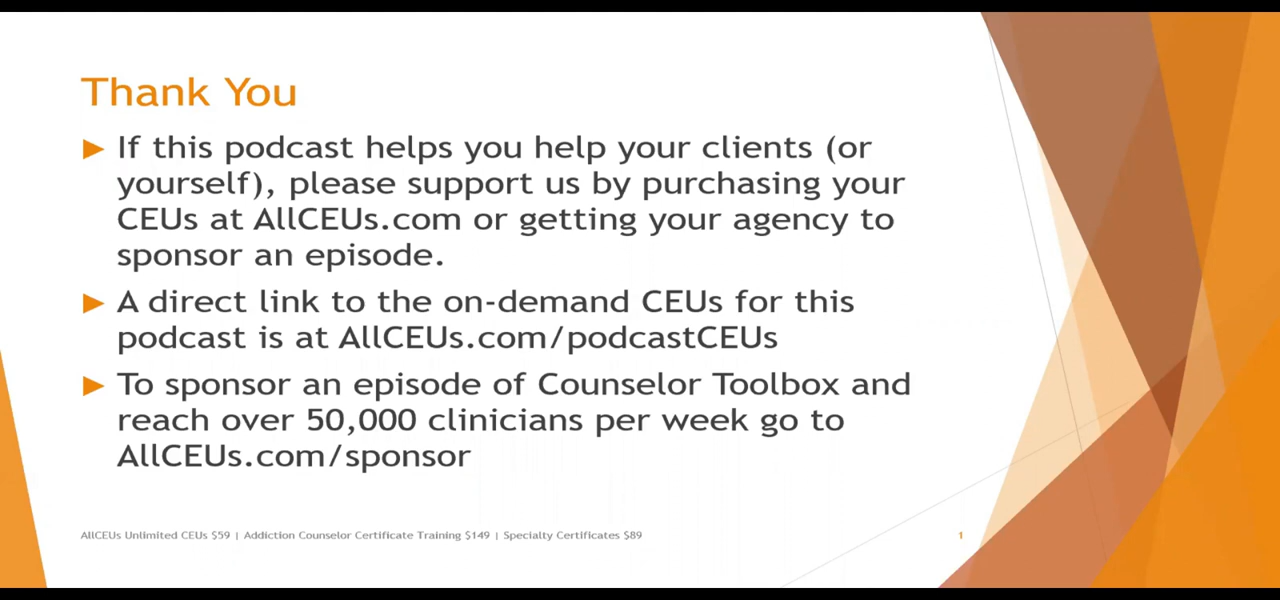 Thank You
► If this podcast helps you help your clients (or
yourself), please support us by purchasing your
CEUs at AllCEUs.com or getting your agency to
sponsor an episode.
► A direct link to the on-demand CEUs for this
podcast is at AllCEUs.com/podcastCEUs
► To sponsor an episode of Counselor Toolbox and
reach over 50,000 clinicians per week go to
AllCEUs.com/sponsor
AllCEUs Unlimited CEUs $59 | Addiction Counselor Certificate Training $149 | Specialty Certificates $89
1